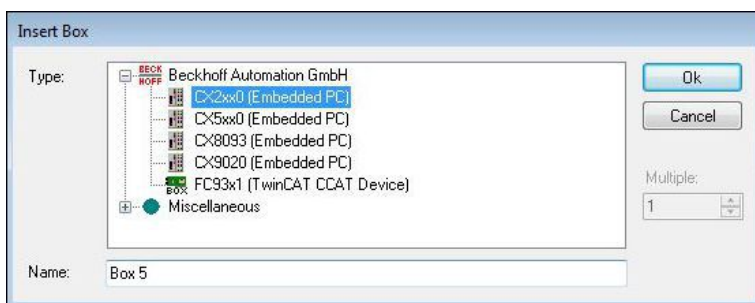 Insert Box
Type:
BECK
HOFF
Beckhoff Automation GmbH
CX2xx0 (Embedded PC)
CX5xx0 (Embedded PC)
CX8093 (Embedded PC)
CX9020 (Embedded PC)
BOX
FC93x1 (TwinCAT CCAT Device)
Miscellaneous
Ok
Cancel
Multiple:
1
Name:
Box 5